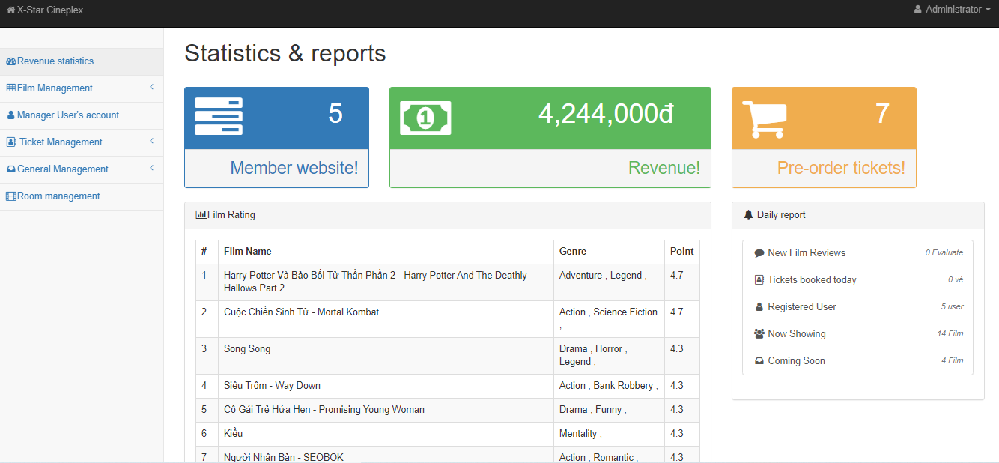 X-Star Cineplex
Administrator
Revenue statistics
Film Management
Manager User's account
Ticket Management
General Management
Room management
Statistics & reports
5
Member website!
4,244,000đ
Revenue!
7
Pre-order tickets!
Film Rating
# Film Name Genre Point
1 Harry Potter Và Bảo Bối Tử Thần Phần 2 - Harry Potter And The Deathly Adventure , Legend , 4.7
Hallows Part 2
2 Cuộc Chiến Sinh Tử - Mortal Kombat Action , Science Fiction 4.7
,
3 Song Song Drama , Horror , 4.3
Legend ,
4 Siêu Trộm - Way Down Action , Bank Robbery , 4.3
5 Cô Gái Trẻ Hứa Hẹn - Promising Young Woman Drama , Funny , 4.3
6 Kiều Mentality , 4.3
7 Người Nhân Bản - SEOBOK Action , Romantic , 4.3
Daily report
New Film Reviews 0 Evaluate
Tickets booked today 0 vé
Registered User 5 user
Now Showing 14 Film
Coming Soon 4 Film